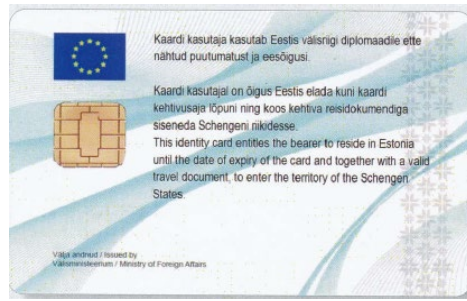 Kaardi kasutaja kasutab Eestis välisriigi diplomaadile ette
nähtud puutumatust ja eesõigusi.
Kaardi kasutajal on õigus Eestis elada kuni kaardi
kehtivusaja lõpuni ning koos kehtiva reisidokumendiga
siseneda Schengeni riikidesse.
This identity card entitles the bearer to reside in Estonia
until the date of expiry of the card and together with a valid
travel document, to enter the territory of the Schengen
States.
Välja andnud / Issued by
Välisministeerium / Ministry of Foreign Affairs